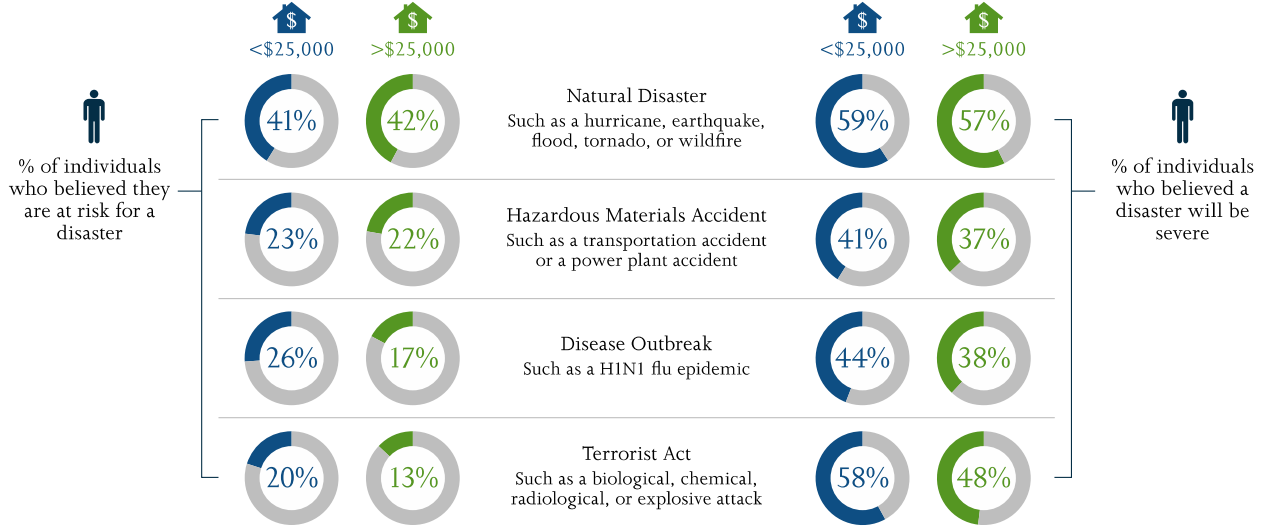 $
$
$
$
<$25,000
>$25,000
<$25,000
>$25,000
% of individuals
who believed they
are at risk for a
disaster
41%
42%
Natural Disaster
Such as a hurricane, earthquake,
flood, tornado, or wildfire
59%
57%
23%
22%
Hazardous Materials Accident
Such as a transportation accident
or a power plant accident
41%
37%
26%
17%
Disease Outbreak
Such as a H1N1 flu epidemic
44%
38%
20%
13%
Terrorist Act
Such as a biological, chemical,
radiological, or explosive attack
58%
48%
% of individuals
who believed a
disaster will be
severe